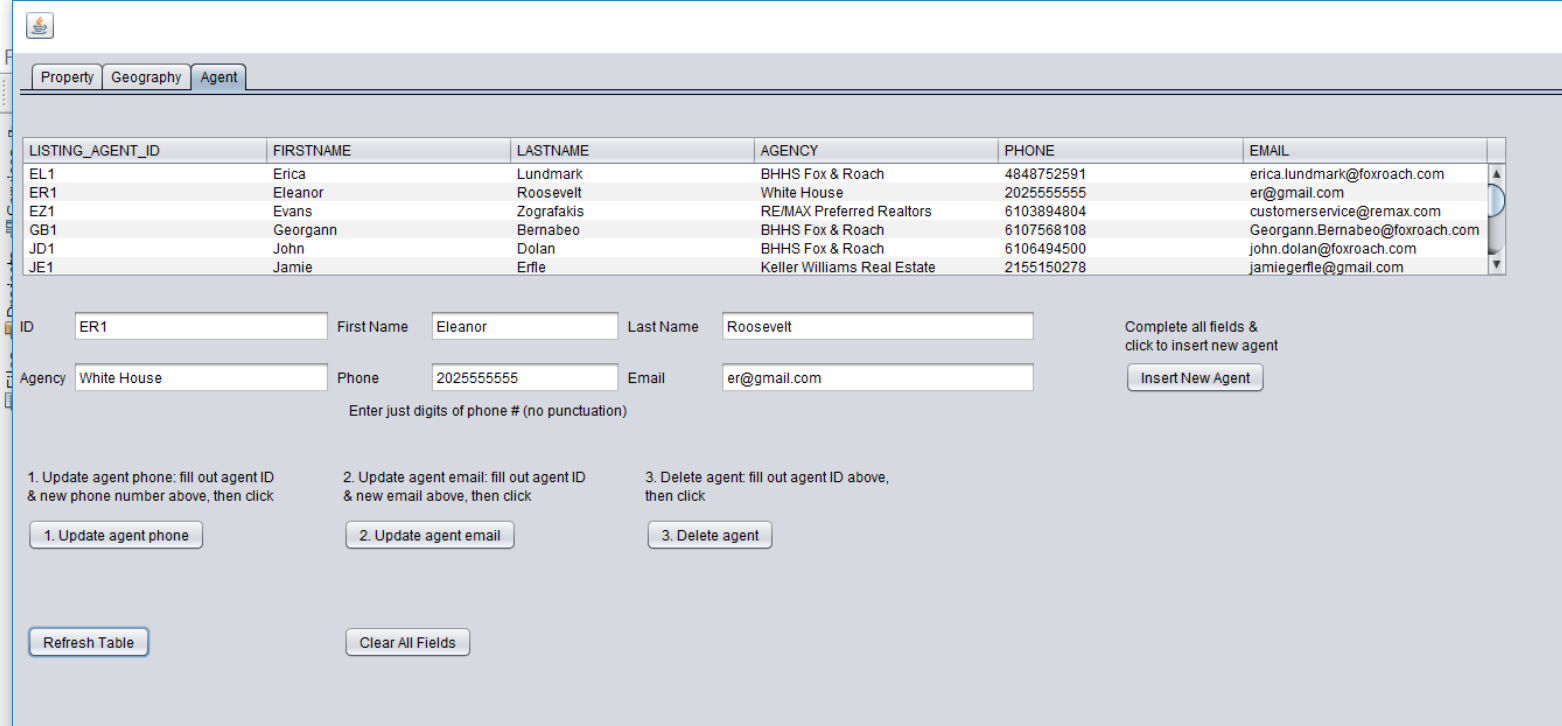 Property Geography Agent
LISTING_AGENT_ID FIRSTNAME LASTNAME AGENCY PHONE EMAIL
EL1 Erica Lundmark BHHS Fox & Roach 4848752591 erica.lundmark@foxroach.com
ER1 Eleanor Roosevelt White House 2025555555 er@gmail.com
EZ1 Evans Zografakis RE/MAX Preferred Realtors 6103894804 customerservice@remax.com
GB1 Georgann Bernabeo BHHS Fox & Roach 6107568108 Georgann.Bernabeo@foxroach.com
JD1 John Dolan BHHS Fox & Roach 6106494500 john.dolan@foxroach.com
JE1 Jamie Erfle Keller Williams Real Estate 2155150278 jamiegerfle@gmail.com
ID ER1 First Name Eleanor Last Name Roosevelt
Complete all fields &
click to insert new agent
Agency White House Phone 2025555555 Email er@gmail.com Insert New Agent
Enter just digits of phone # (no punctuation)
1. Update agent phone: fill out agent ID
& new phone number above, then click
2. Update agent email: fill out agent ID
& new email above, then click
3. Delete agent: fill out agent ID above,
then click
1. Update agent phone 2. Update agent email 3. Delete agent
Refresh Table Clear All Fields